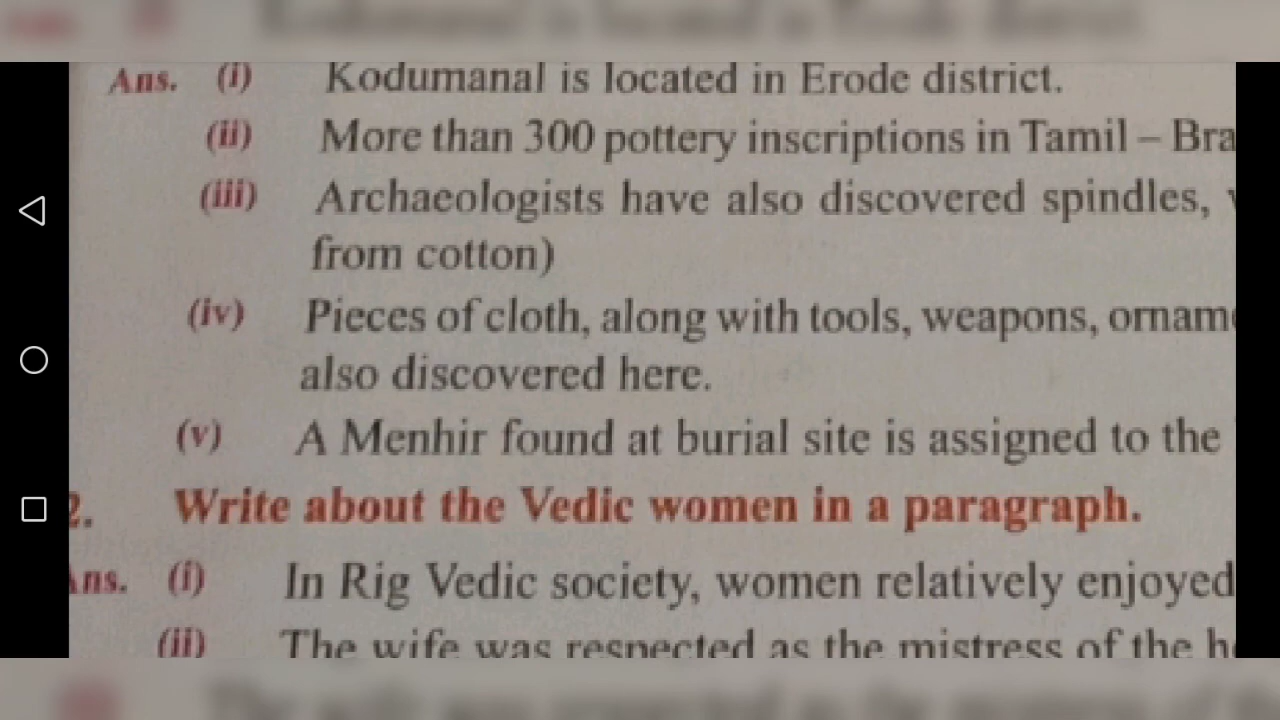 Ans. (i) Kodumanal is located in Erode district.
(ii) More than 300 pottery inscriptions in Tamil – Bra
(iii) Archaeologists have also discovered spindles,
from cotton)
(iv) Pieces of cloth, along with tools, weapons, ornam
also discovered here.
(v) A Menhir found at burial site is assigned to the
2. Write about the Vedic women in a paragraph.
Ans. (i) In Rig Vedic society, women relatively enjoyed
(ii) The wife was respected as the mistress of the h